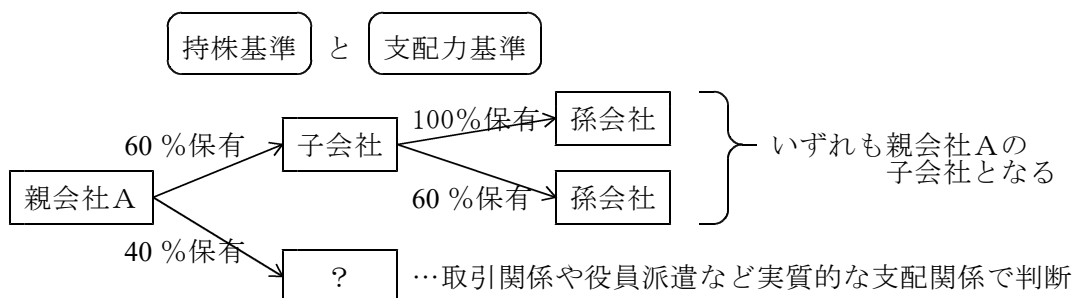 持株基準 と 支配力基準
100%保有 孫会社
60 %保有 子会社
いずれも親会社Aの
子会社となる
親会社A
60 %保有 孫会社
40 %保有
? …取引関係や役員派遣など実質的な支配関係で判断